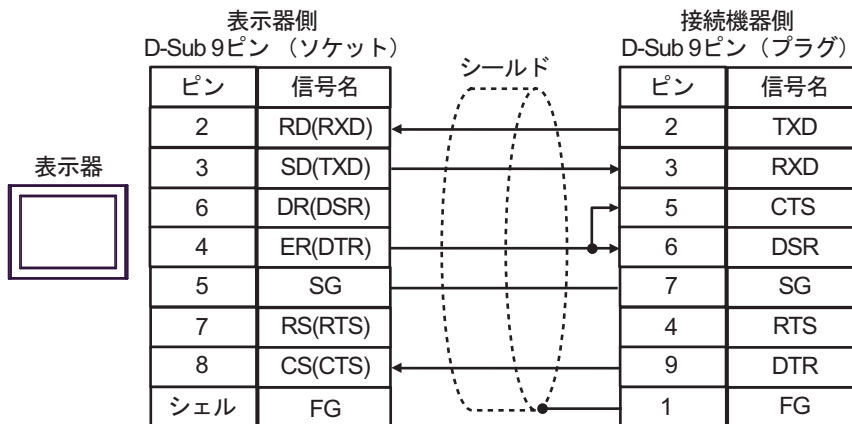 表示器側
D-Sub 9ピン （ソケット）
接続機器側
D-Sub 9ピン（プラグ）
シールド
表示器
ピン 信号名 ピン 信号名
2 RD(RXD) 2 TXD
3 SD(TXD) 3 RXD
6 DR(DSR) 5 CTS
4 ER(DTR) 6 DSR
5 SG 7 SG
7 RS(RTS) 4 RTS
8 CS(CTS) 9 DTR
シェル FG 1 FG